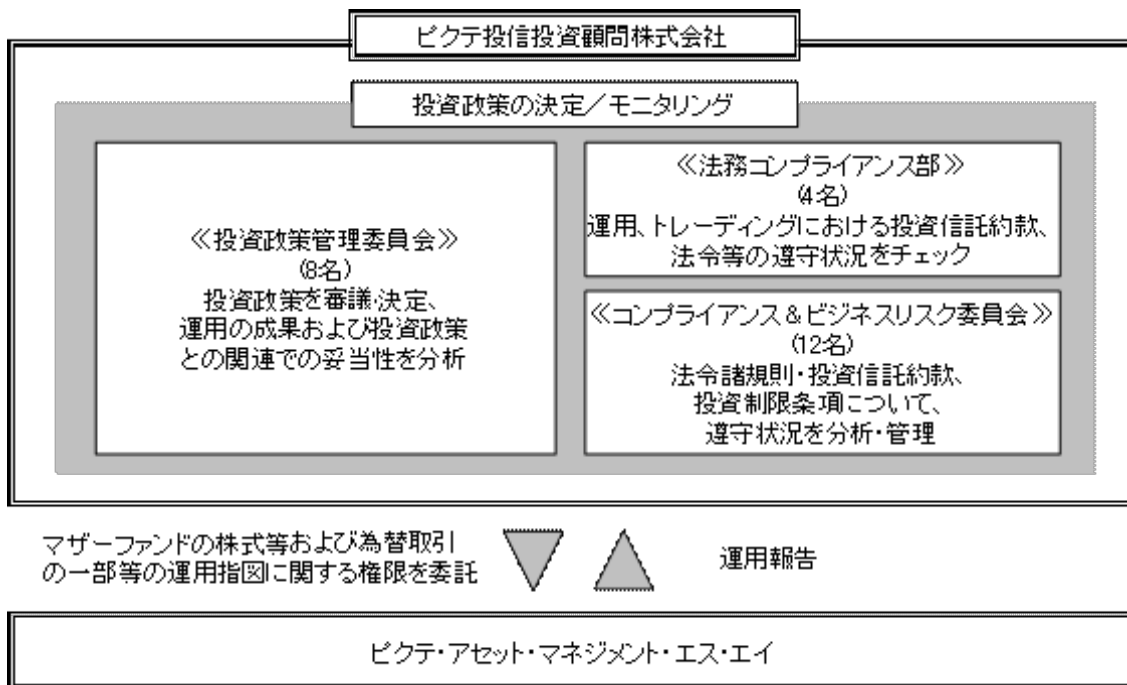 ピクテ投信投資顧問株式会社
投資政策の決定／モニタリング
≪投資政策管理委員会≫
(8名)
投資政策を審議・決定、
運用の成果および投資政策
との関連での妥当性を分析
≪法務コンプライアンス部≫
(4名)
運用、トレーディングにおける投資信託約款、
法令等の遵守状況をチェック
≪コンプライアンス＆ビジネスリスク委員会≫
(12名)
法令諸規則・投資信託約款、
投資制限条項について、
遵守状況を分析・管理
マザーファンドの株式等および為替取引
の一部等の運用指図に関する権限を委託
運用報告
ピクテ・アセット・マネジメント・エス・エイ